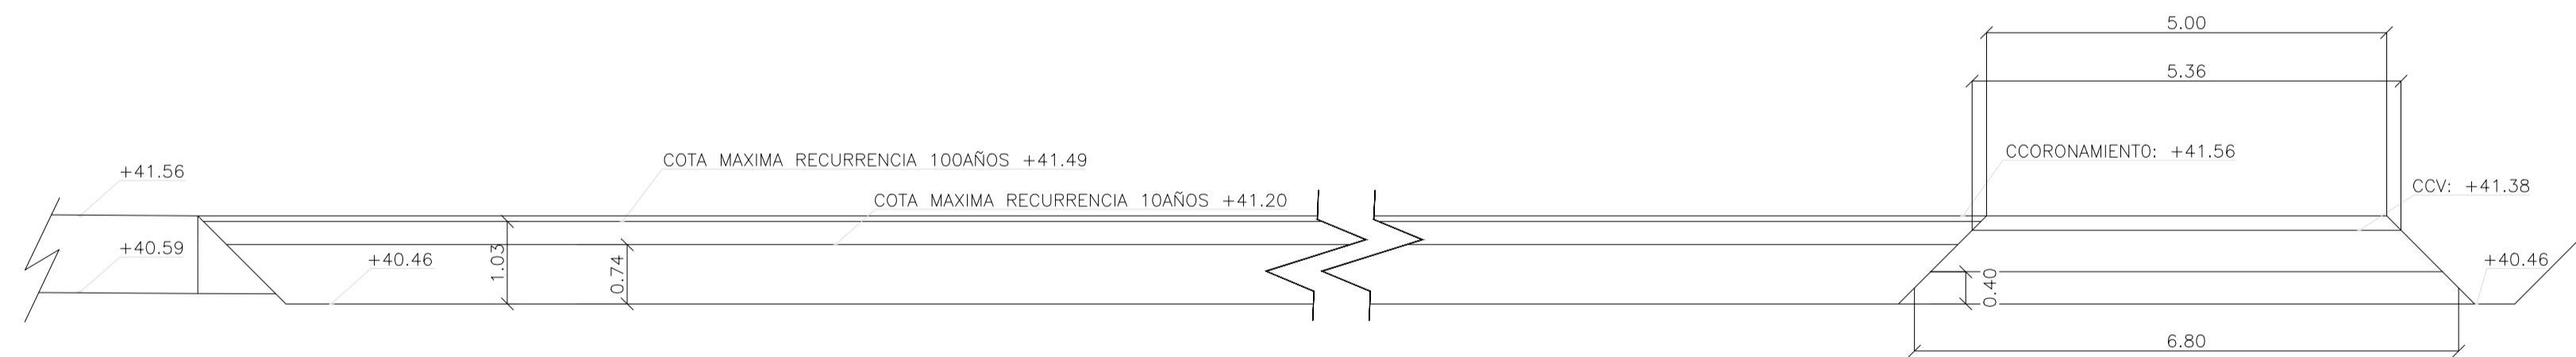 5.00
5.36
COTA MAXIMA RECURRENCIA 100AÑOS +41.49
CCORONAMIENTO: +41.56
+41.56
CCV: +41.38
COTA MAXIMA RECURRENCIA 10AÑOS +41.20
+40.59
+40.46
1.03
0.74
0.40
+40.46
6.80